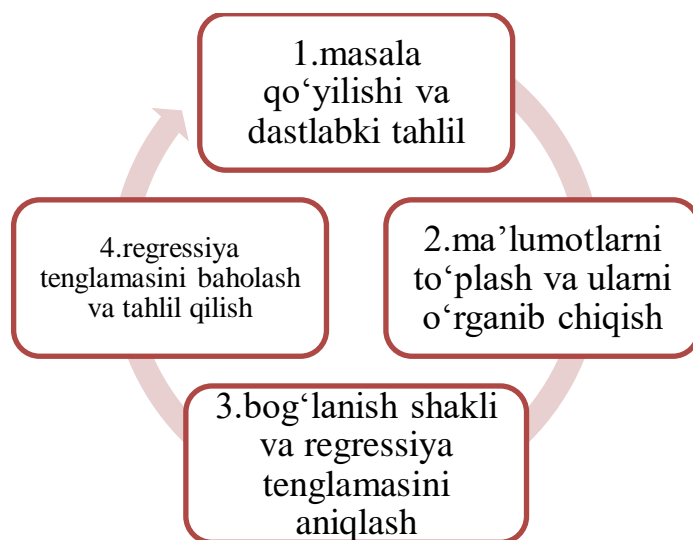 1.masala
qo‘yilishi va
dastlabki tahlil
2.ma’lumotlarni
to‘plash va ularni
o‘rganib chiqish
3.bog‘lanish shakli
va regressiya
tenglamasini
aniqlash
4.regressiya
tenglamasini baholash
va tahlil qilish